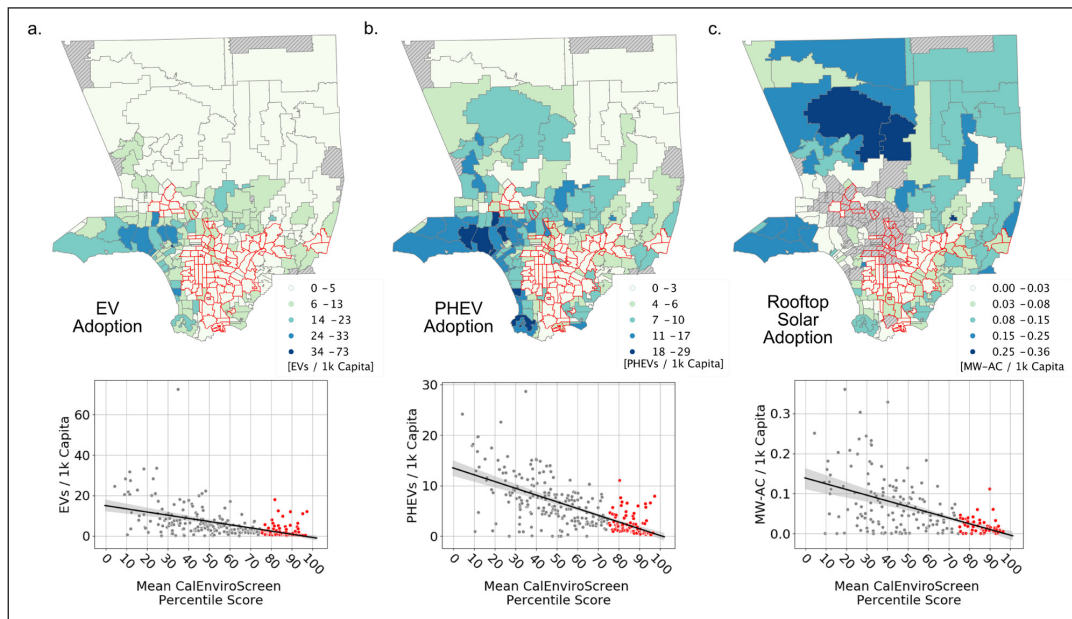 a.
b.
c.
EV
Adoption
0 –5
6 –13
14 –23
24 –33
34 –73
[EVs / 1k Capita]
PHEV
Adoption
0 –3
4 –6
7 –10
11 –17
18 –29
[PHEVs / 1k Capita]
Rooftop
Solar
Adoption
0.00 –0.03
0.03 –0.08
0.08 –0.15
0.15 –0.25
0.25 –0.36
[MW–AC / 1k Capita
EVs / 1k Capita
60
40
20
0
0 10 20 30 40 50 60 70 80 90 100
Mean CalEnviroScreen
Percentile Score
PHEVs / 1k Capita
30
20
10
0
0 10 20 30 40 50 60 70 80 90 100
Mean CalEnviroScreen
Percentile Score
MW–AC / 1k Capita
0.3
0.2
0.1
0.0
0 10 20 30 40 50 60 70 80 90 100
Mean CalEnviroScreen
Percentile Score